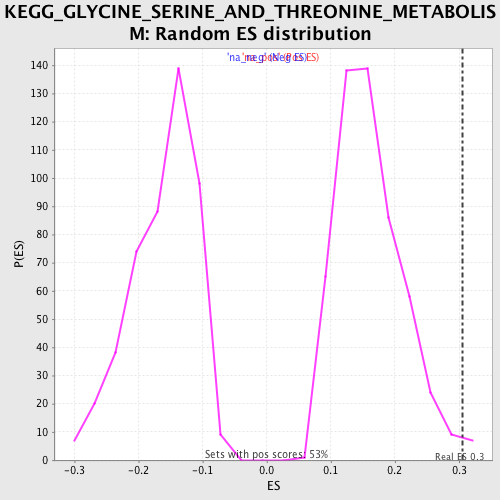 KEGG_GLYCINE_SERINE_AND_THREONINE_METABOLIS
M: Random ES distribution
140
130
120
110
100
90
80
70
60
50
40
30
20
10
0
P(ES)
Sets with pos scores: 53%
Real ES 0.3
-0.3 -0.2 -0.1 0.0 0.1 0.2 0.3
ES